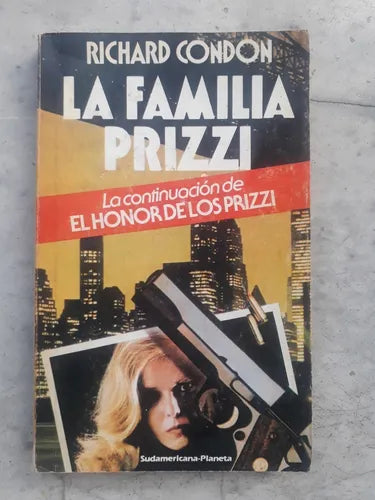 RICHARD CONDON
LA FAMILIA
PRIZZI
La continuación de
EL HONOR DE LOS PRIZZI
Sudamericana-Planeta